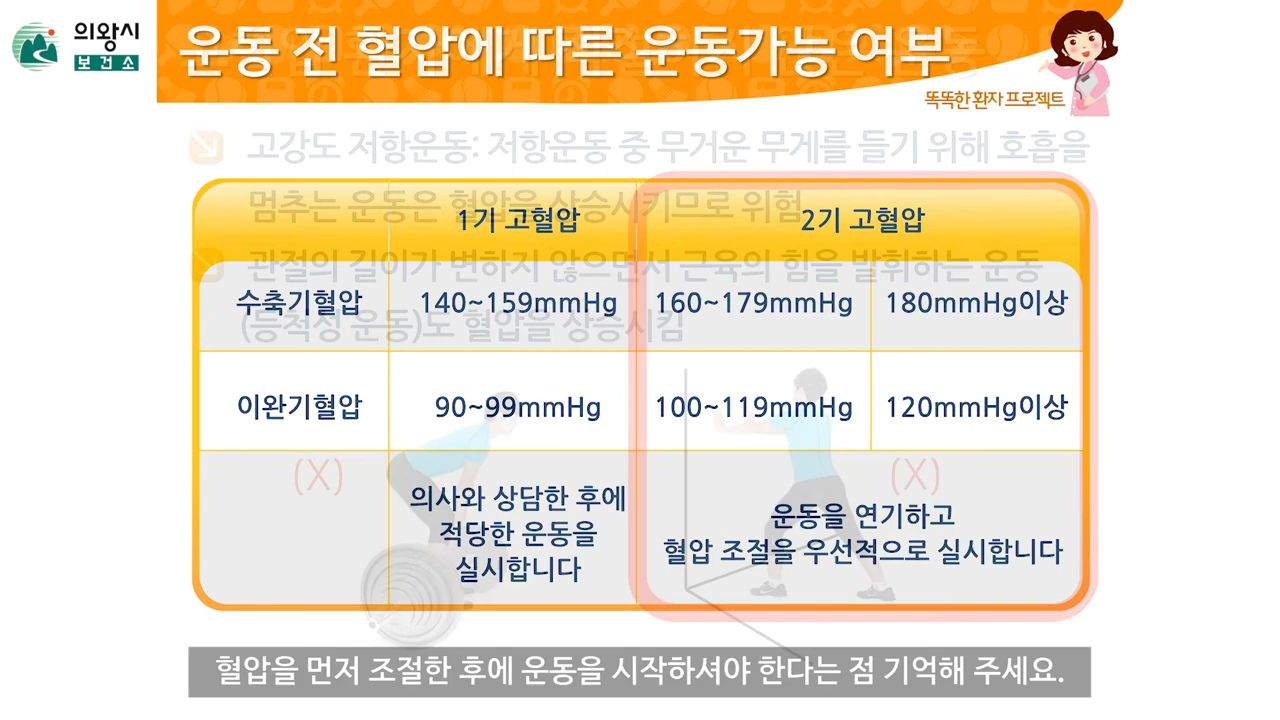 의왕시
보건소
운동 전 혈압에 따른 운동가능 여부
똑똑한 환자 프로젝트
고강도 저항운동: 저항운동 중 무거운 무게를 들기 위해 호흡을
멈추는 운동은 혈압을 상승시키므로 위험
1기 고혈압 2기 고혈압
관절의 길이가 변하지 않으면서 근육의 힘을 발휘하는 운동
수축기혈압 140~159mmHg 160~179mmHg 180mmHg이상
(등척성 운동)도 혈압을 상승시킴
이완기혈압 90~99mmHg 100~119mmHg 120mmHg이상
(X) (X)
의사와 상담한 후에
적당한 운동을
실시합니다
운동을 연기하고
혈압 조절을 우선적으로 실시합니다
혈압을 먼저 조절한 후에 운동을 시작하셔야 한다는 점 기억해 주세요.